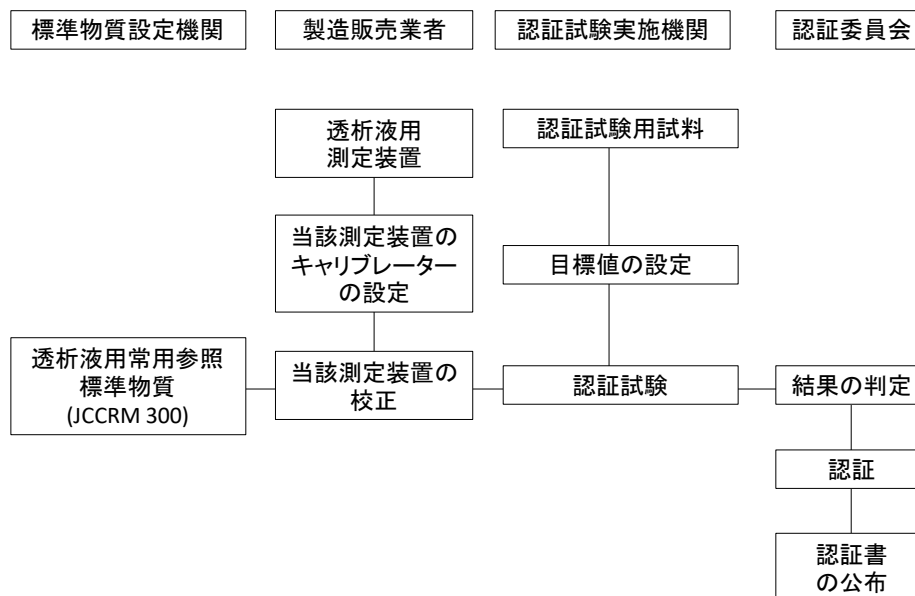 標準物質設定機関
製造販売業者
認証試験実施機関
認証委員会
透析液用
測定装置
認証試験用試料
当該測定装置の
キャリブレーター
の設定
目標値の設定
透析液用常用参照
標準物質
(JCCRM 300)
当該測定装置の
校正
認証試験
結果の判定
認証
認証書
の公布